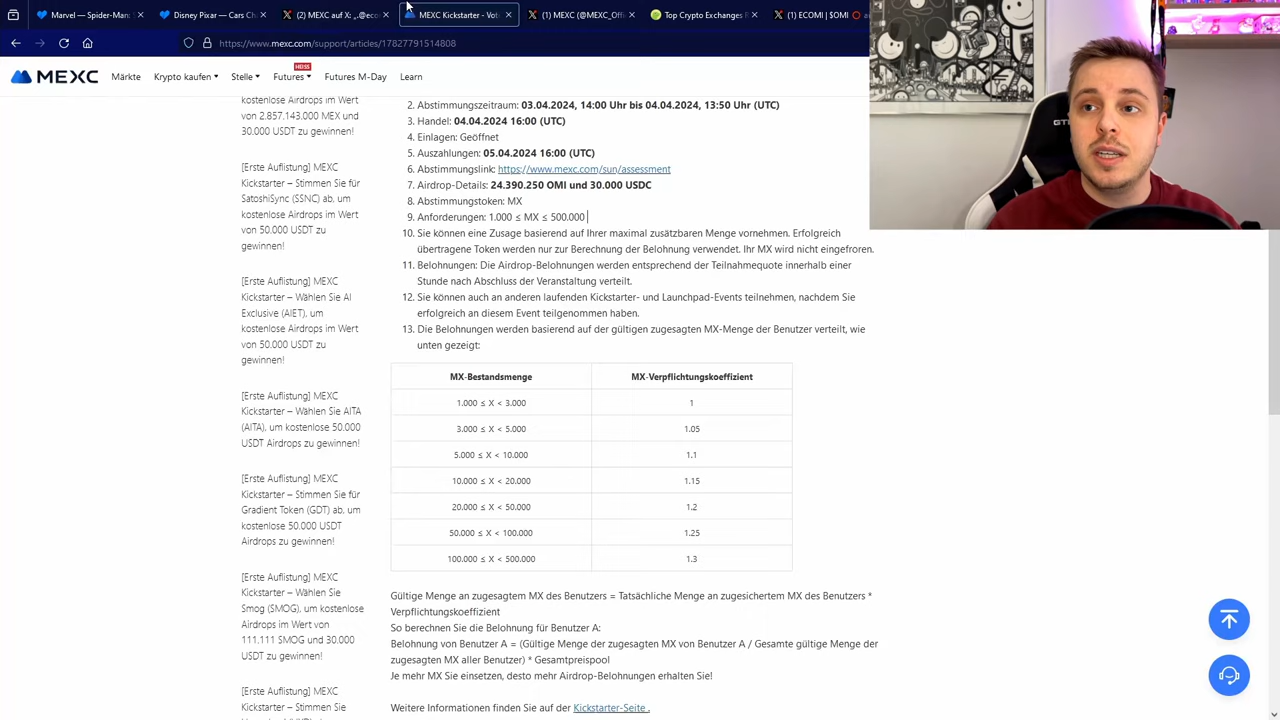 Marvel — Spider-Man:
Disney Pixar — Cars Ch
(2) MEXC auf X: „@eco
MEXC Kickstarter - Vot
(1) MEXC (@MEXC_Offi
Top Crypto Exchanges R
(1) ECOMI | $OMI
https://www.mexc.com/support/articles/17827791514808
MEXC
Märkte
Krypto kaufen
Stelle
HEISS
Futures
Futures M-Day
Learn
kostenlose Airdrops im Wert
von 2.857.143.000 MEX und
30.000 USDT zu gewinnen!
[Erste Auflistung] MEXC
Kickstarter – Stimmen Sie für
SatoshiSync (SSNC) ab, um
kostenlose Airdrops im Wert
von 50.000 USDT zu
gewinnen!
[Erste Auflistung] MEXC
Kickstarter – Wählen Sie AI
Exclusive (AIET), um
kostenlose Airdrops im Wert
von 50.000 USDT zu
gewinnen!
[Erste Auflistung] MEXC
Kickstarter – Wählen Sie AITA
(AITA), um kostenlose 50.000
USDT Airdrops zu gewinnen!
[Erste Auflistung] MEXC
Kickstarter – Stimmen Sie für
Gradient Token (GDT) ab, um
kostenlose 50.000 USDT
Airdrops zu gewinnen!
[Erste Auflistung] MEXC
Kickstarter – Wählen Sie
Smog (SMOG), um kostenlose
Airdrops im Wert von
111.111 SMOG und 30.000
USDT zu gewinnen!
[Erste Auflistung] MEXC
Kickstarter – Stimmen Sie
2. Abstimmungszeitraum: 03.04.2024, 14:00 Uhr bis 04.04.2024, 13:50 Uhr (UTC)
3. Handel: 04.04.2024 16:00 (UTC)
4. Einlagen: Geöffnet
5. Auszahlungen: 05.04.2024 16:00 (UTC)
6. Abstimmungslink: https://www.mexc.com/sun/assessment
7. Airdrop-Details: 24.390.250 OMI und 30.000 USDC
8. Abstimmungstoken: MX
9. Anforderungen: 1.000 ≤ MX ≤ 500.000
10. Sie können eine Zusage basierend auf Ihrer maximal zusätzbaren Menge vornehmen. Erfolgreich
übertragene Token werden nur zur Berechnung der Belohnung verwendet. Ihr MX wird nicht eingefroren.
11. Belohnungen: Die Airdrop-Belohnungen werden entsprechend der Teilnahmequote innerhalb einer
Stunde nach Abschluss der Veranstaltung verteilt.
12. Sie können auch an anderen laufenden Kickstarter- und Launchpad-Events teilnehmen, nachdem Sie
erfolgreich an diesem Event teilgenommen haben.
13. Die Belohnungen werden basierend auf der gültigen zugesagten MX-Menge der Benutzer verteilt, wie
unten gezeigt:
MX-Bestandsmenge MX-Verpflichtungskoeffizient
1.000 ≤ X < 3.000 1
3.000 ≤ X < 5.000 1.05
5.000 ≤ X < 10.000 1.1
10.000 ≤ X < 20.000 1.15
20.000 ≤ X < 50.000 1.2
50.000 ≤ X < 100.000 1.25
100.000 ≤ X < 500.000 1.3
Gültige Menge an zugesagtem MX des Benutzers = Tatsächliche Menge an zugesichertem MX des Benutzers *
Verpflichtungskoeffizient
So berechnen Sie die Belohnung für Benutzer A:
Belohnung von Benutzer A = (Gültige Menge der zugesagten MX von Benutzer A / Gesamte gültige Menge der
zugesagten MX aller Benutzer) * Gesamtpreispool
Je mehr MX Sie einsetzen, desto mehr Airdrop-Belohnungen erhalten Sie!
Weitere Informationen finden Sie auf der Kickstarter-Seite .